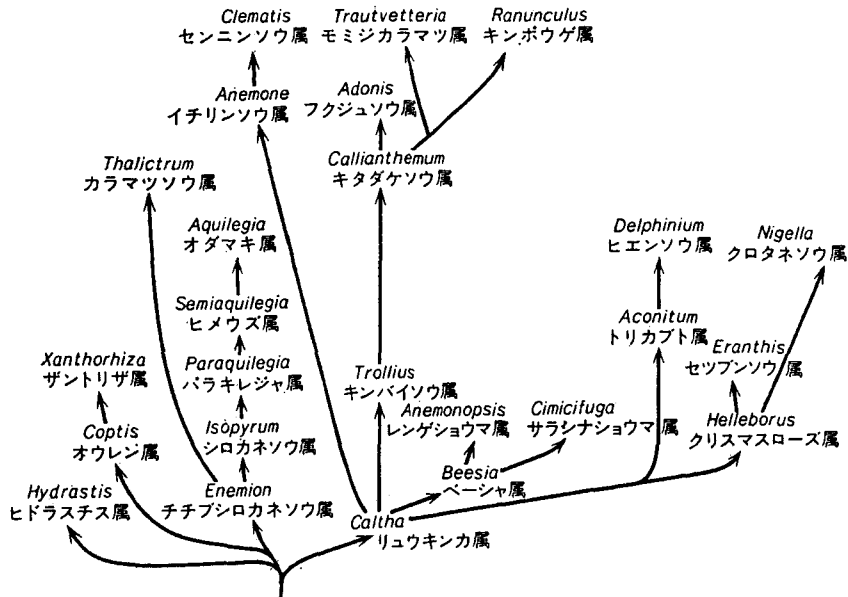 Clematis
センニンソウ属
Trautvetteria
モミジカラマツ属
Ranunculus
キンポウゲ属
Anemone
イチリンソウ属
Adonis
フクジュソウ属
Thalictrum
カラマツソウ属
Callianthemum
キタダケソウ属
Aquilegia
オダマキ属
Delphinium
ヒエンソウ属
Nigella
クロタネソウ属
Semiaquilegia
ヒメウズ属
Aconitum
トリカブト属
Xanthorhiza
ザントリザ属
Paraquilegia
パラキレジャ属
Trollius
キンバイソウ属
Eranthis
セツブンソウ属
Coptis
オウレン属
Isopyrum
シロカネソウ属
Anemonopsis
レンゲショウマ属
Cimicifuga
サラシナショウマ属
Helleborus
クリスマスローズ属
Hydrastis
ヒドラスチス属
Enemion
チチブシロカネソウ属
Beesia
ベーシャ属
Caltha
リュウキンカ属